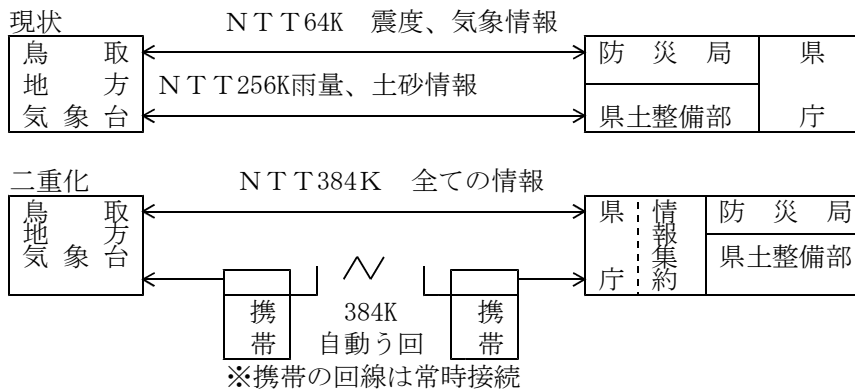 現状
NTT64K 震度、気象情報
鳥取
地方
気象台
NTT256K雨量、土砂情報
防災局
県土整備部
県庁
二重化
NTT384K 全ての情報
鳥取
地方
気象台
県庁
情報集約
防災局
県土整備部
携帯
384K
自動う回
携帯
※携帯の回線は常時接続